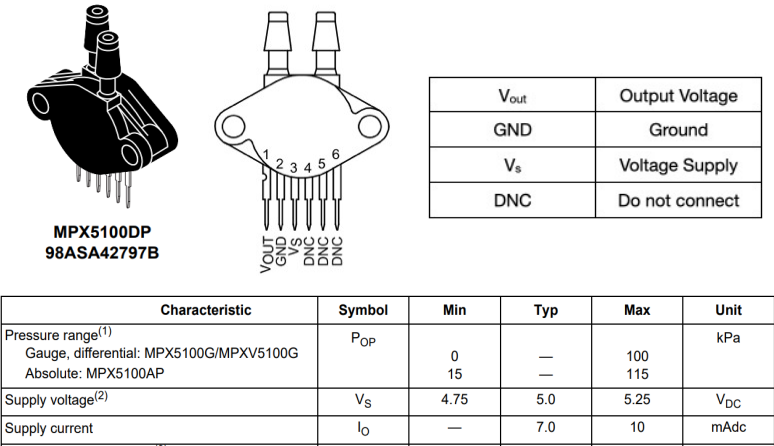 1 2 3 4 5 6
VOUT
GND
VS
DNC
DNC
DNC
MPX5100DP
98ASA42797B
Vout Output Voltage
GND Ground
Vs Voltage Supply
DNC Do not connect
Characteristic Symbol Min Typ Max Unit
Pressure range(1) POP kPa
Gauge, differential: MPX5100G/MPXV5100G 0 — 100
Absolute: MPX5100AP 15 — 115
Supply voltage(2) VS 4.75 5.0 5.25 VDC
Supply current IO — 7.0 10 mAdc